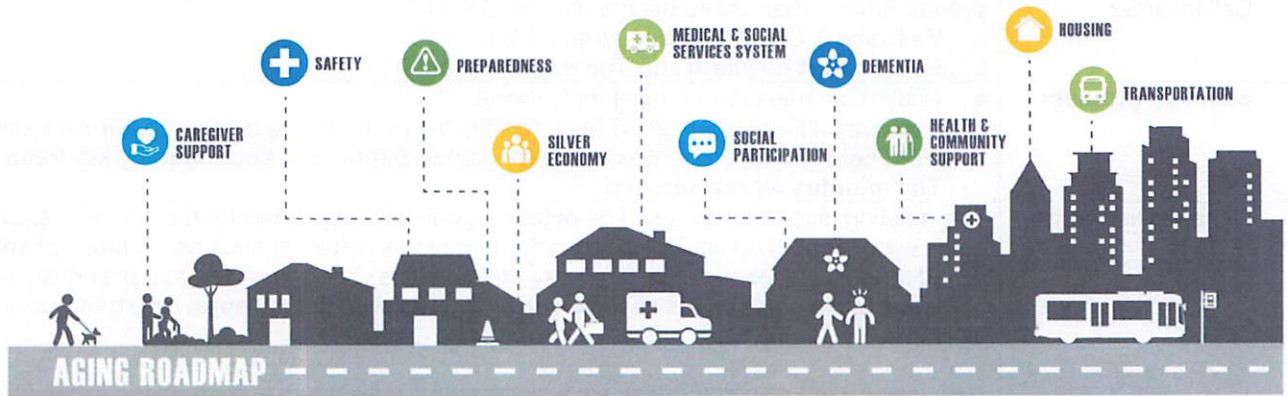 SAFETY
PREPAREDNESS
MEDICAL & SOCIAL
SERVICES SYSTEM
DEMENTIA
HOUSING
TRANSPORTATION
CAREGIVER
SUPPORT
SILVER
ECONOMY
SOCIAL
PARTICIPATION
HEALTH &
COMMUNITY
SUPPORT
AGING ROADMAP